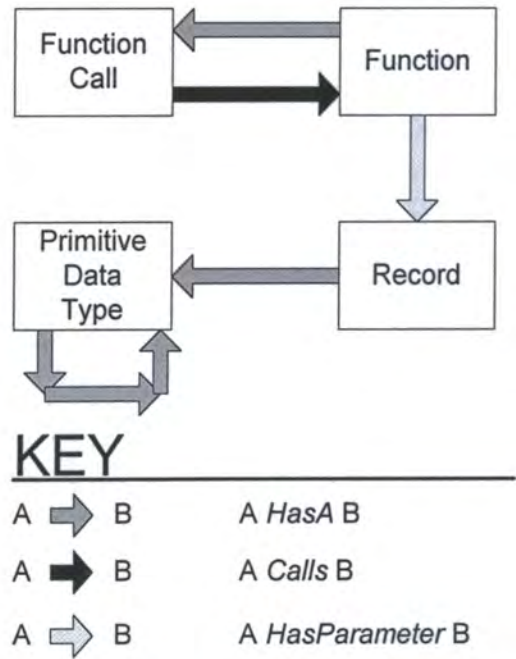 Function
Call
Function
Primitive
Data
Type
Record
KEY
A B A HasA B
A B A Calls B
A B A HasParameter B